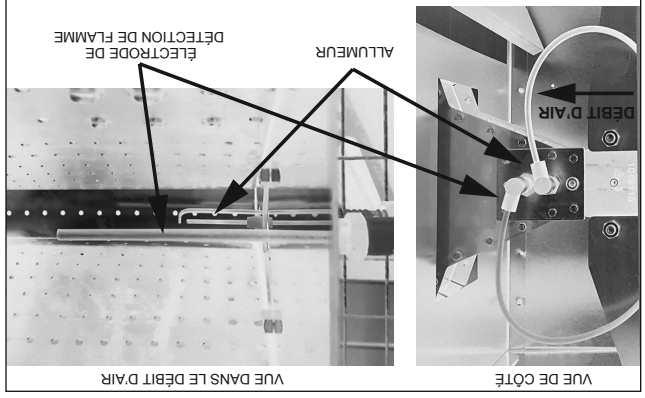 VUE DE CÔTÉ
VUE DANS LE DÉBIT D'AIR
DÉBIT D'AIR
ALLUMEUR
ÉLECTRODE DE
DÉTECTION DE FLAMME